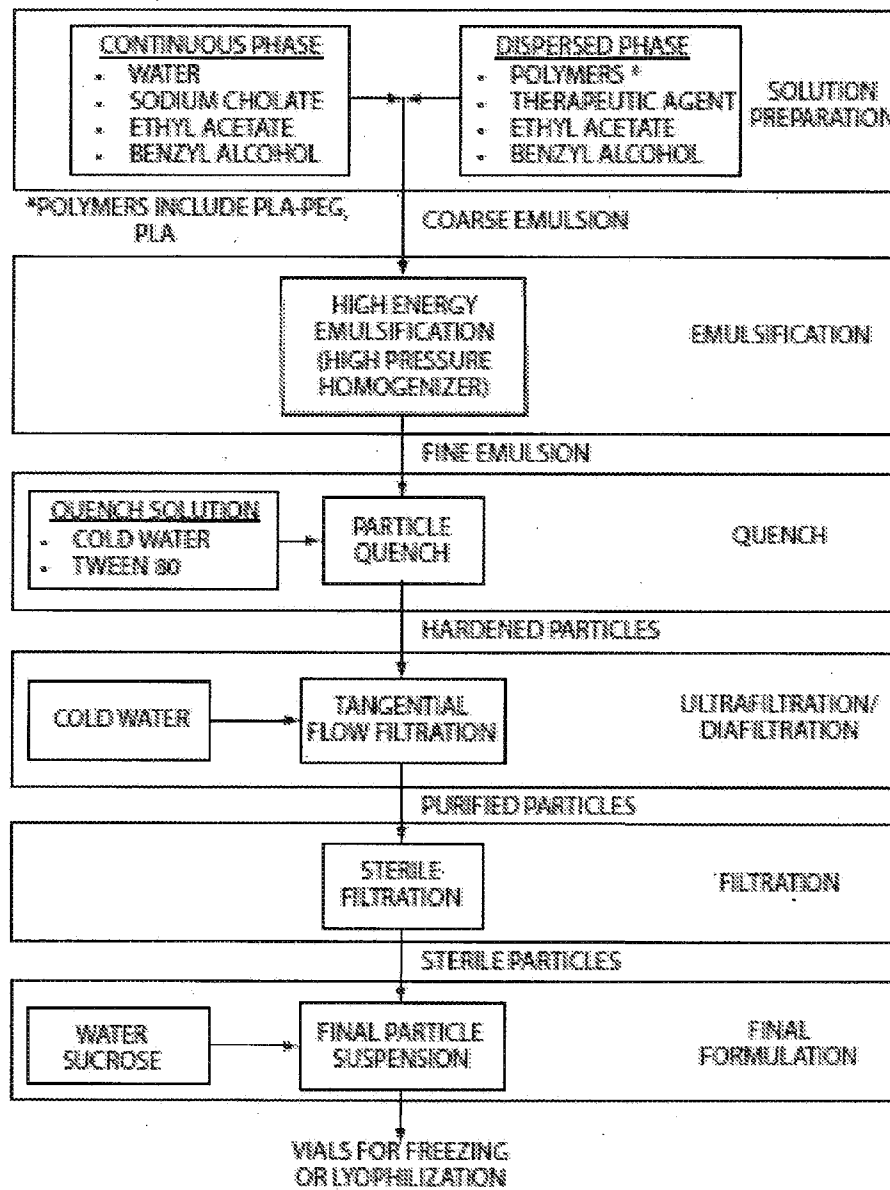 CONTINUOUS PHASE
• WATER
• SODIUM CHOLATE
• ETHYL ACETATE
• BENZYL ALCOHOL
DISPERSED PHASE
• POLYMERS *
• THERAPEUTIC AGENT
• ETHYL ACETATE
• BENZYL ALCOHOL
SOLUTION
PREPARATION
*POLYMERS INCLUDE PLA-PEG,
PLA
COARSE EMULSION
HIGH ENERGY
EMULSIFICATION
(HIGH PRESSURE
HOMOGENIZER)
EMULSIFICATION
FINE EMULSION
QUENCH SOLUTION
• COLD WATER
• TWEEN 80
PARTICLE
QUENCH
QUENCH
HARDENED PARTICLES
COLD WATER
TANGENTIAL
FLOW FILTRATION
ULTRAFILTRATION/
DIAFILTRATION
PURIFIED PARTICLES
STERILE-
FILTRATION
FILTRATION
STERILE PARTICLES
WATER
SUCROSE
FINAL PARTICLE
SUSPENSION
FINAL
FORMULATION
VIALS FOR FREEZING
OR LYOPHILIZATION